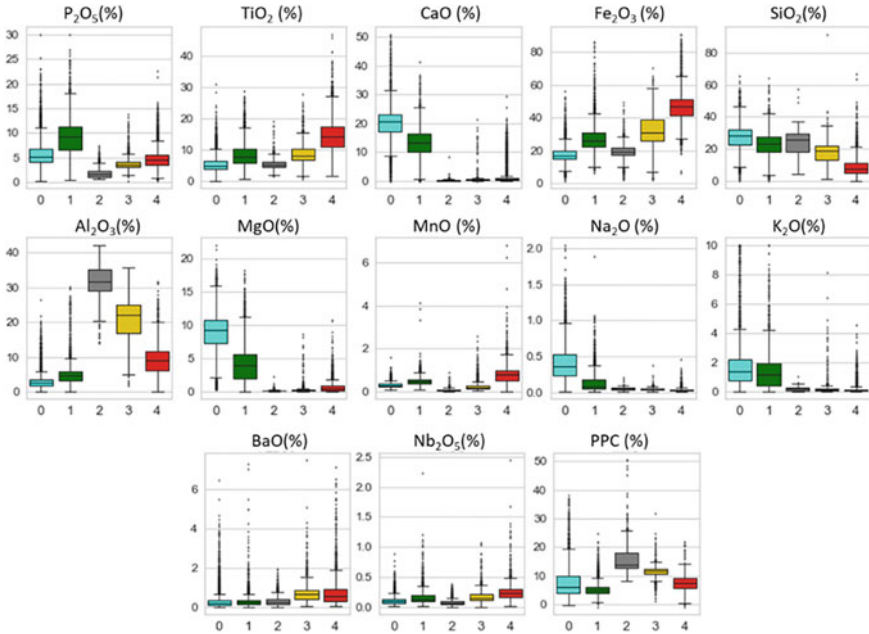 P₂O₅(%) TiO₂ (%) CaO (%) Fe₂O₃ (%) SiO₂(%)
30 25 20 15 10 5 0
40 30 20 10 0
50 40 30 20 10 0
80 60 40 20 0
80 60 40 20 0
0 1 2 3 4 0 1 2 3 4 0 1 2 3 4 0 1 2 3 4 0 1 2 3 4
Al₂O₃(%) MgO(%) MnO (%) Na₂O (%) K₂O(%)
40 30 20 10 0
20 15 10 5 0
6 4 2 0
2.0 1.5 1.0 0.5 0.0
10 8 6 4 2 0
0 1 2 3 4 0 1 2 3 4 0 1 2 3 4 0 1 2 3 4 0 1 2 3 4
BaO(%) Nb₂O₅(%) PPC (%)
6 4 2 0
2.5 2.0 1.5 1.0 0.5 0.0
50 40 30 20 10 0
0 1 2 3 4 0 1 2 3 4 0 1 2 3 4